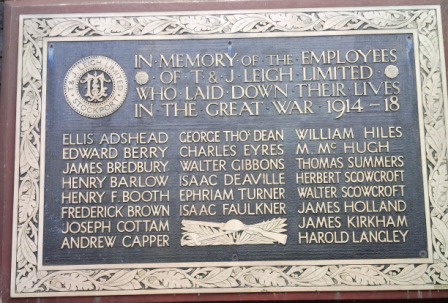 IN MEMORY OF THE EMPLOYEES
OF T & J LEIGH LIMITED
WHO LAID DOWN THEIR LIVES
IN THE GREAT WAR 1914-18
ELLIS ADSHEAD
EDWARD BERRY
JAMES BREDBURY
HENRY BARLOW
HENRY F. BOOTH
FREDERICK BROWN
JOSEPH COTTAM
ANDREW CAPPER
GEORGE THOS DEAN
CHARLES EYRES
WALTER GIBBONS
ISAAC DEAVILLE
EPHRIAM TURNER
ISAAC FAULKNER
WILLIAM HILES
M. Mc HUGH
THOMAS SUMMERS
HERBERT SCOWCROFT
WALTER SCOWCROFT
JAMES HOLLAND
JAMES KIRKHAM
HAROLD LANGLEY